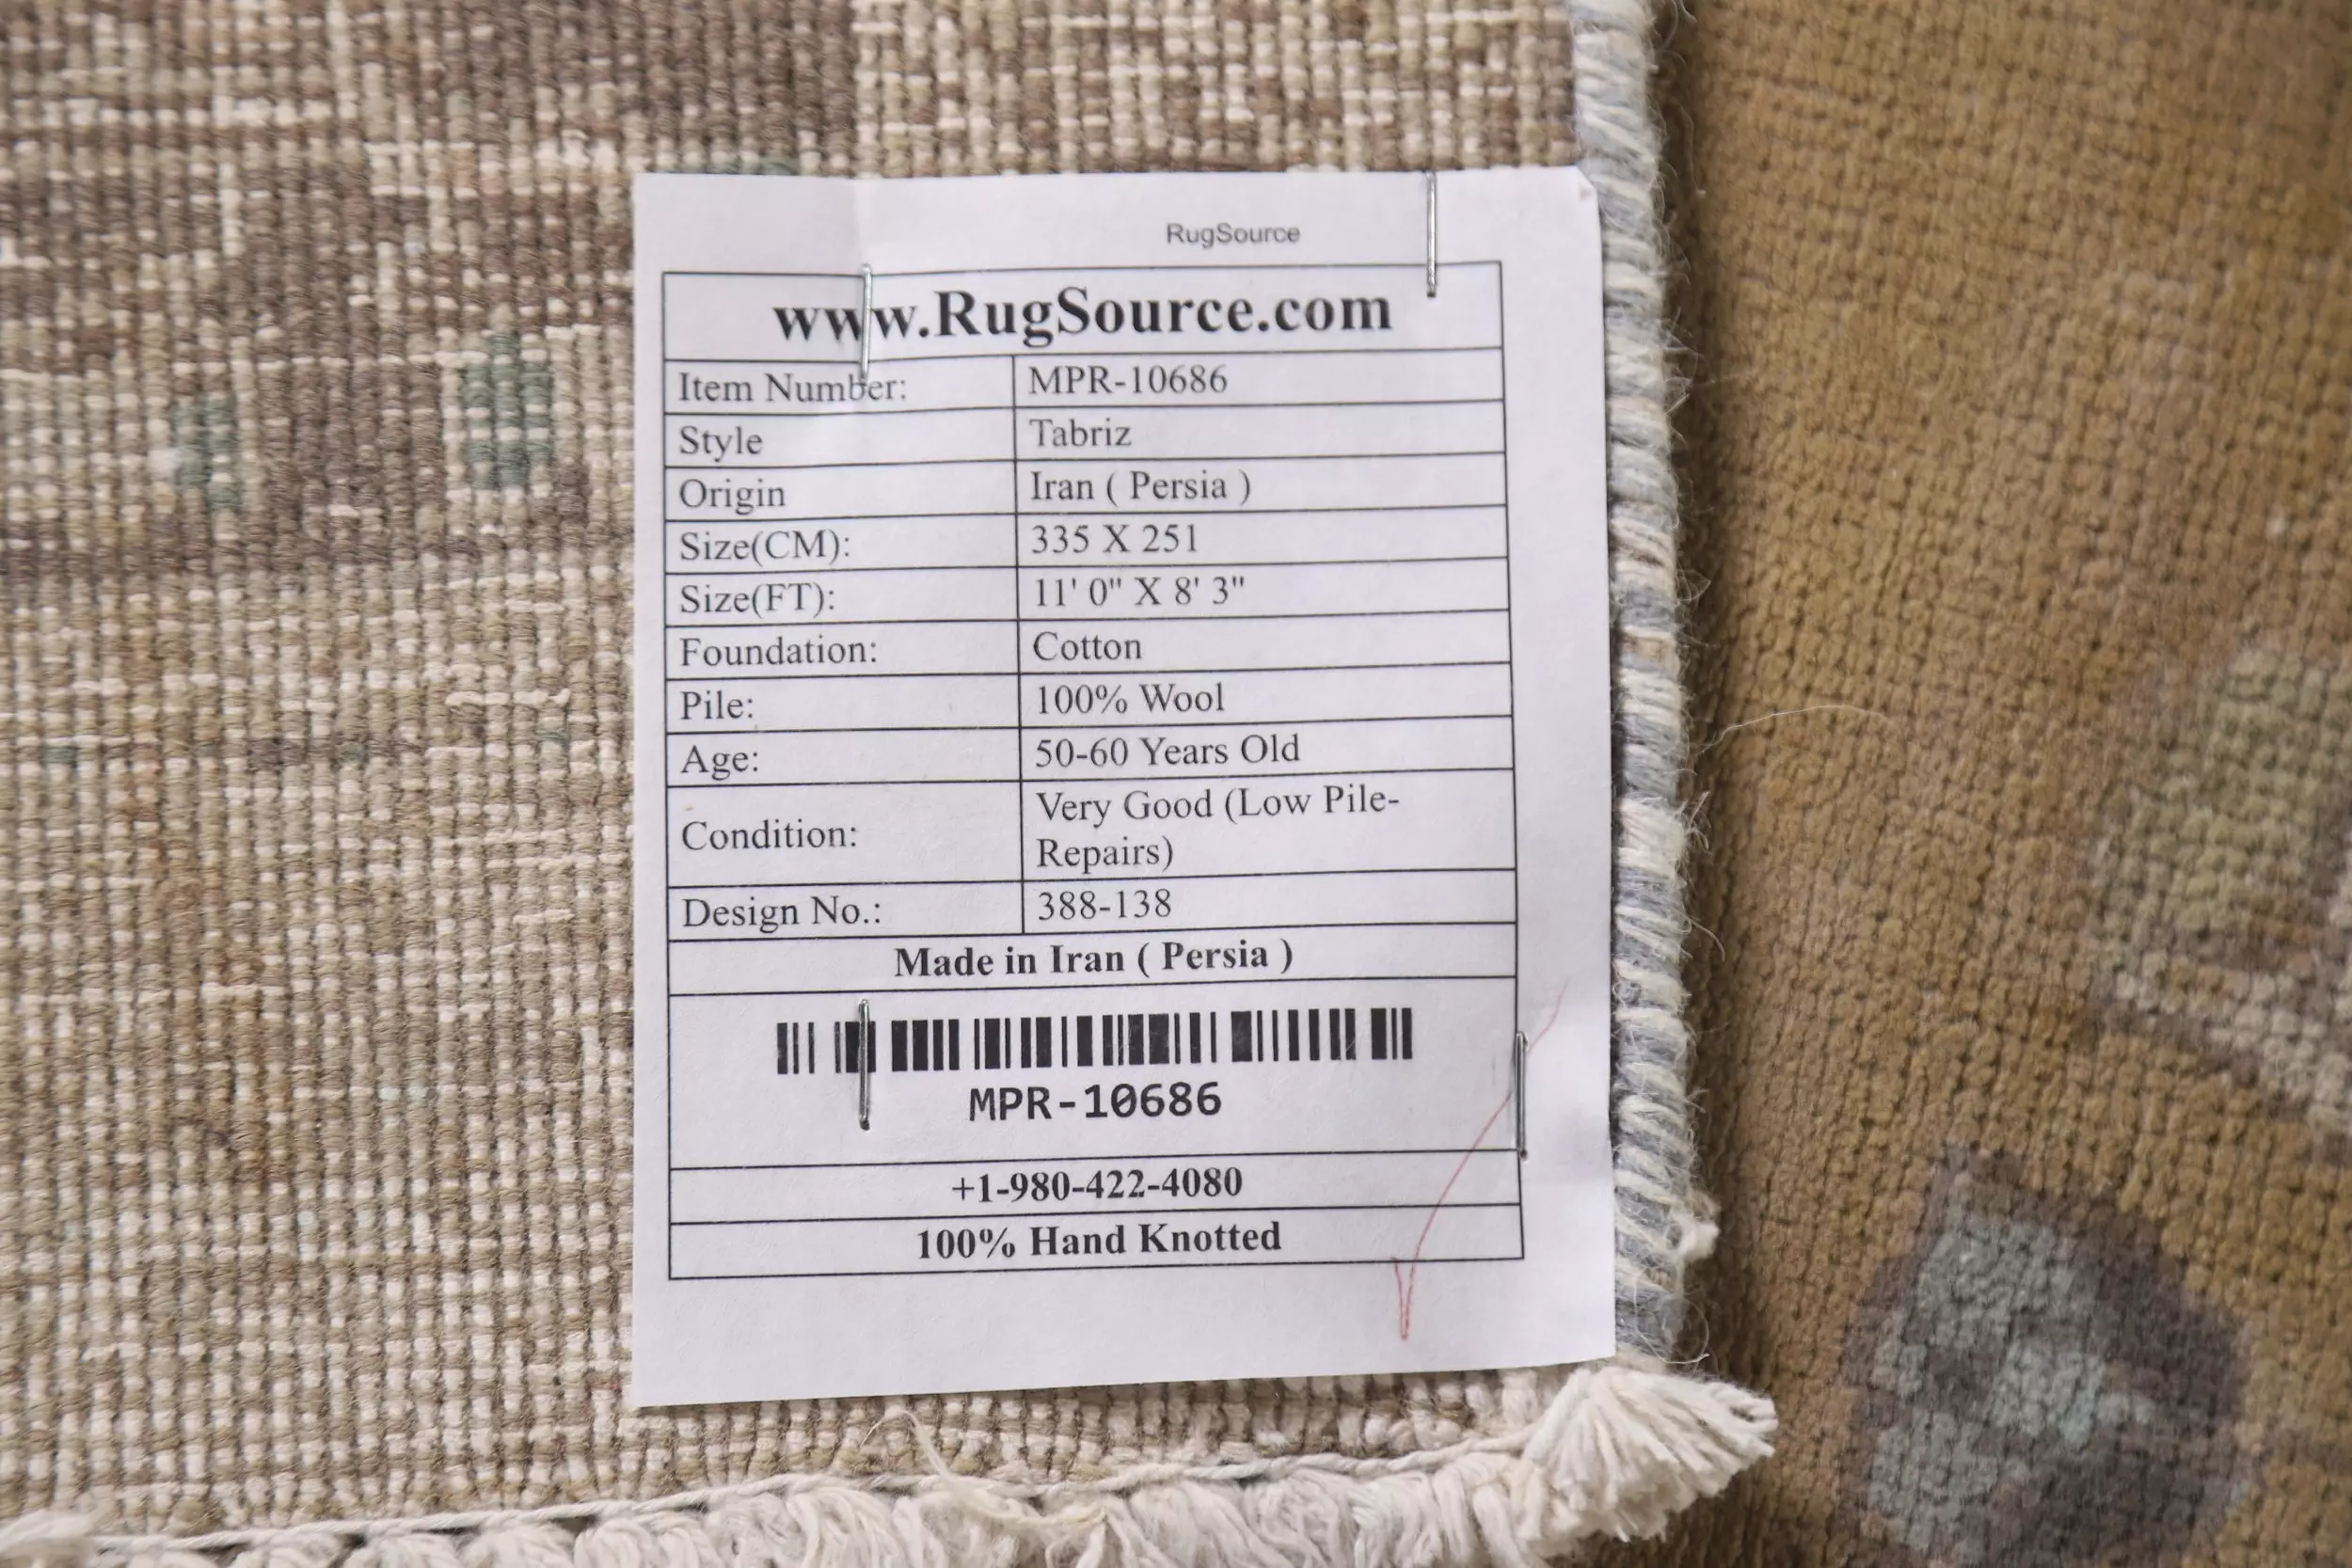 RugSource
www.RugSource.com
Item Number: MPR-10686
Style Tabriz
Origin Iran ( Persia )
Size(CM): 335 X 251
Size(FT): 11' 0" X 8' 3"
Foundation: Cotton
Pile: 100% Wool
Age: 50-60 Years Old
Condition: Very Good (Low Pile-
Repairs)
Design No.: 388-138
Made in Iran ( Persia )
MPR-10686
+1-980-422-4080
100% Hand Knotted